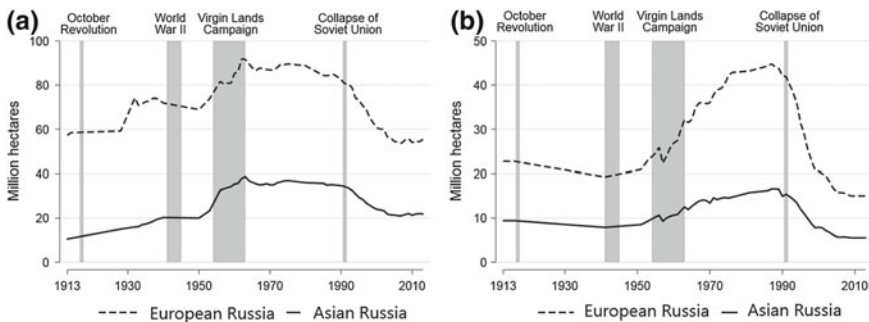 (a)
October
Revolution
World
War II
Virgin Lands
Campaign
Collapse of
Soviet Union
Million hectares
100
80
60
40
20
0
1913
1930
1950
1970
1990
2010
European Russia
Asian Russia
(b)
October
Revolution
World
War II
Virgin Lands
Campaign
Collapse of
Soviet Union
Million hectares
50
40
30
20
10
0
1913
1930
1950
1970
1990
2010
European Russia
Asian Russia